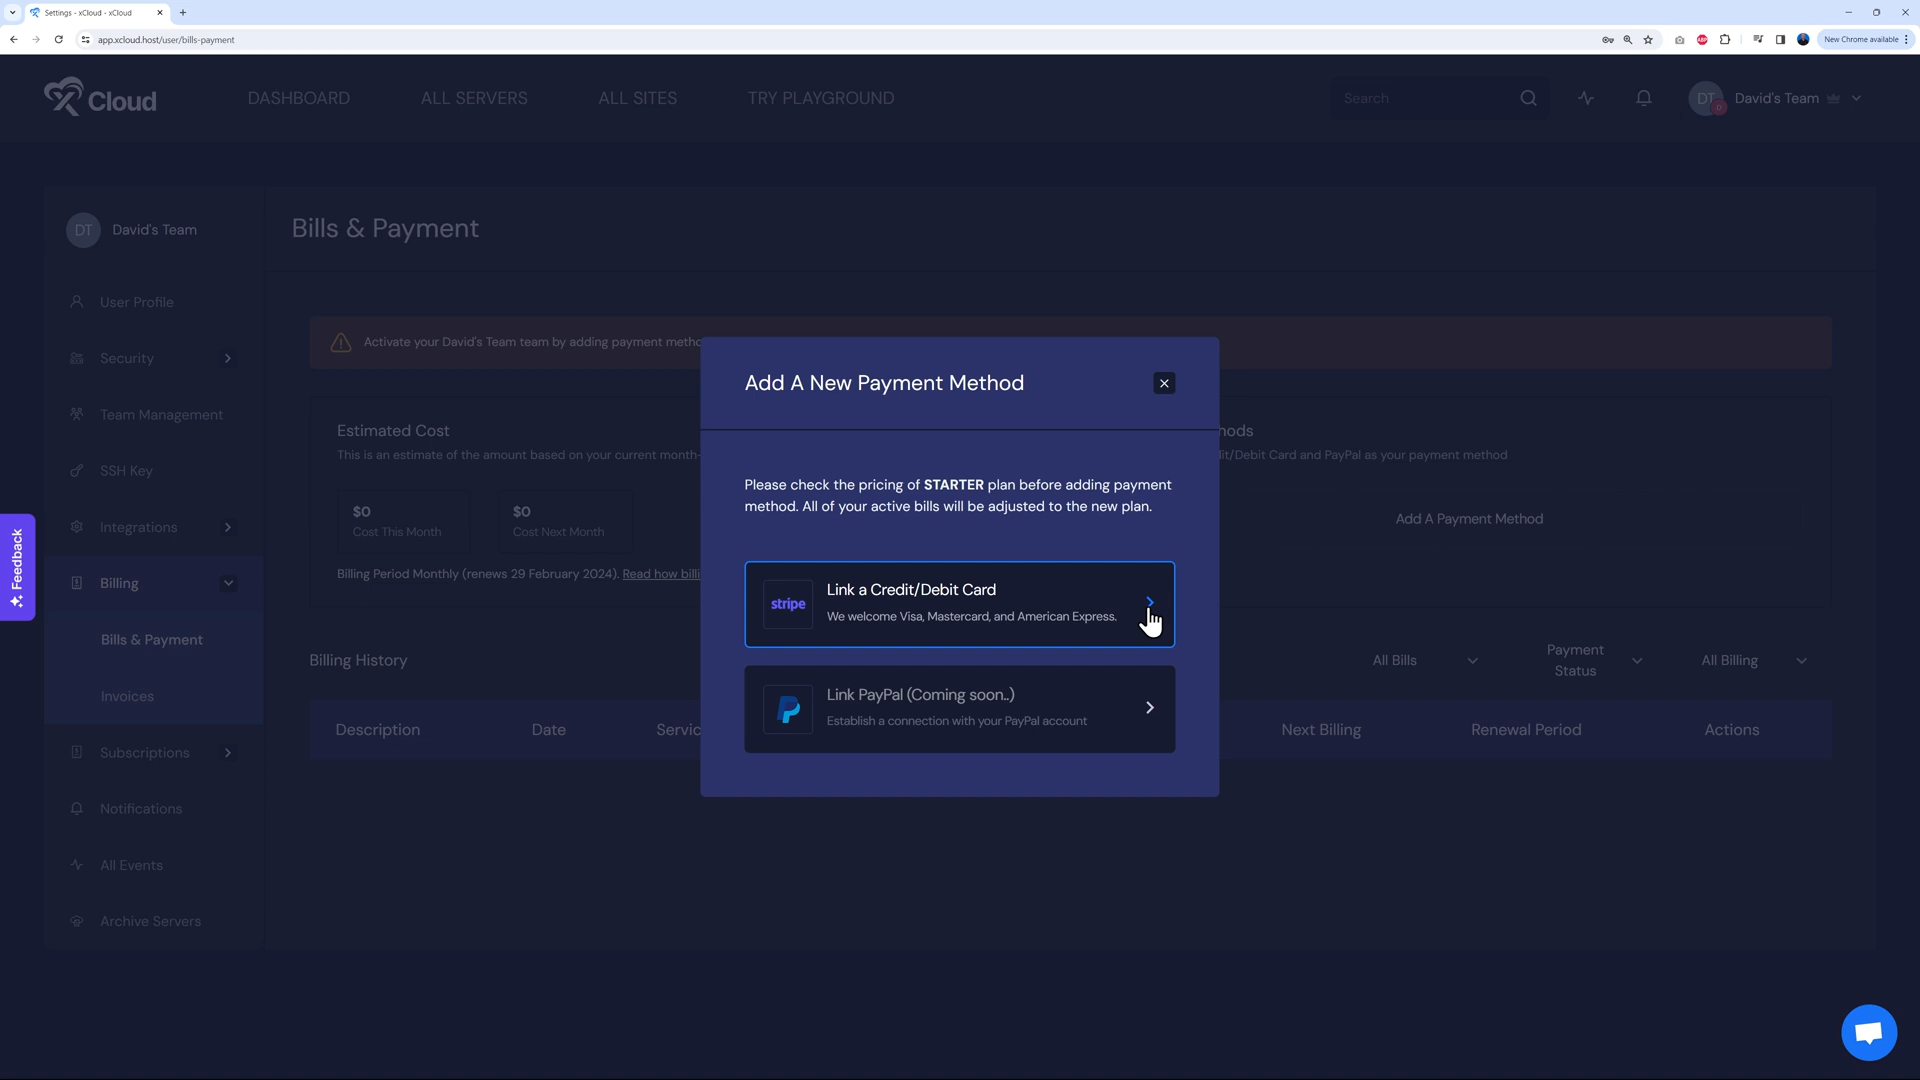 Settings - xCloud - xCloud
app.xcloud.host/user/bills-payment
New Chrome available
Cloud
DASHBOARD
ALL SERVERS
ALL SITES
TRY PLAYGROUND
Search
DT
D
David's Team
DT
David's Team
User Profile
Security
Team Management
SSH Key
Integrations
Billing
Bills & Payment
Invoices
Subscriptions
Notifications
All Events
Archive Servers
Feedback
Bills & Payment
Activate your David's Team team by adding payment
Estimated Cost
This is an estimate of the amount based on your current month-
$0
Cost This Month
$0
Cost Next Month
Billing Period Monthly (renews 29 February 2024). Read how
Card and PayPal as your payment method
Add A Payment Method
Billing History
All Bills
Payment
Status
All Billing
Description
Date
Next Billing
Renewal Period
Actions
Add A New Payment Method
Please check the pricing of STARTER plan before adding payment
method. All of your active bills will be adjusted to the new plan.
stripe
Link a Credit/Debit Card
We welcome Visa, Mastercard, and American Express.
Link PayPal (Coming soon..)
Establish a connection with your PayPal account